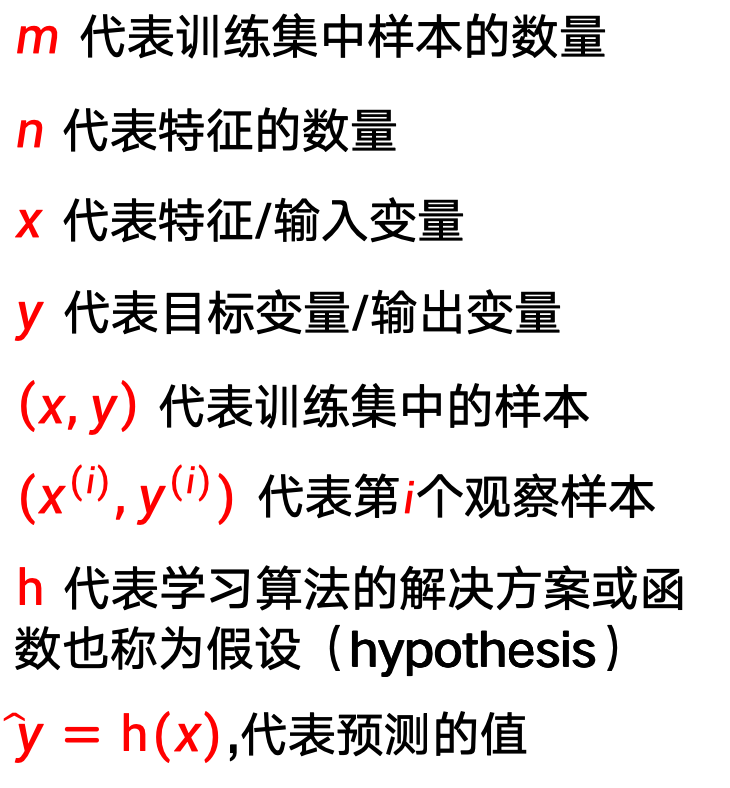 m 代表训练集中样本的数量
n 代表特征的数量
x 代表特征/输入变量
y 代表目标变量/输出变量
(x, y) 代表训练集中的样本
(x⁽ⁱ⁾, y⁽ⁱ⁾) 代表第i个观察样本
h 代表学习算法的解决方案或函
数也称为假设（hypothesis）
ŷ = h(x),代表预测的值